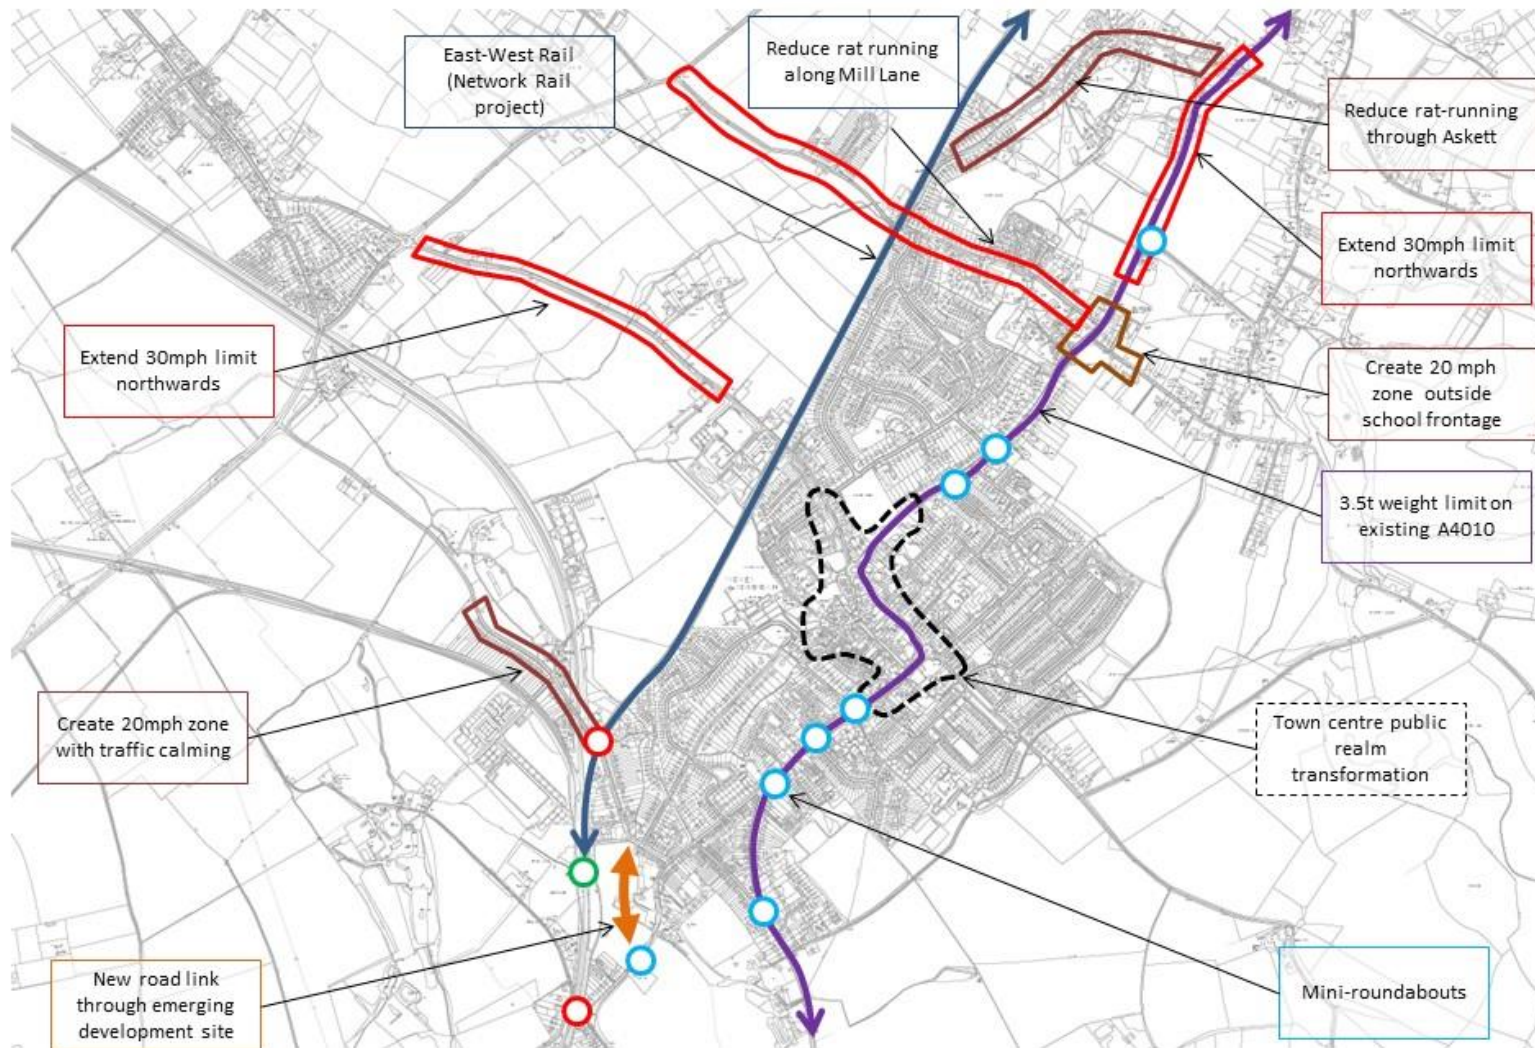 East-West Rail
(Network Rail
project)
Reduce rat running
along Mill Lane
Reduce rat-running
through Askett
Extend 30mph limit
northwards
Extend 30mph limit
northwards
Create 20 mph
zone outside
school frontage
3.5t weight limit on
existing A4010
Create 20mph zone
with traffic calming
Town centre public
realm
transformation
New road link
through emerging
development site
Mini-roundabouts